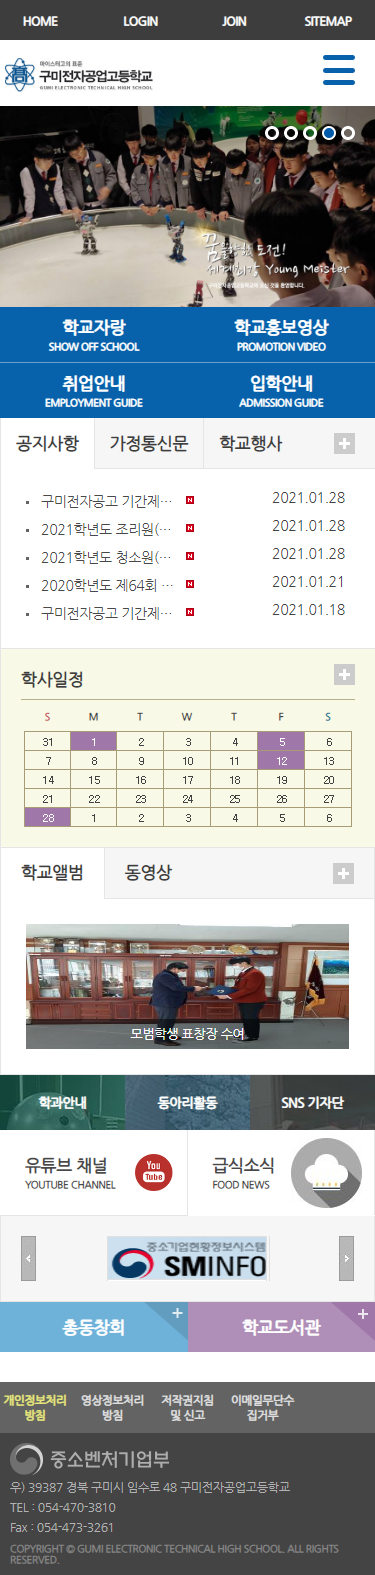 HOME LOGIN JOIN SITEMAP
마이스터고의 표준
구미전자공업고등학교
GUMI ELECTRONIC TECHNICAL HIGH SCHOOL
꿈을 향한 도전!
세계최강 Young Meister
학교자랑 학교홍보영상
SHOW OFF SCHOOL PROMOTION VIDEO
취업안내 입학안내
EMPLOYMENT GUIDE ADMISSION GUIDE
공지사항 가정통신문 학교행사
구미전자공고 기간제… N 2021.01.28
2021학년도 조리원(… N 2021.01.28
2021학년도 청소원(… N 2021.01.28
2020학년도 제64회 … N 2021.01.21
구미전자공고 기간제… N 2021.01.18
학사일정
S M T W T F S
31 1 2 3 4 5 6
7 8 9 10 11 12 13
14 15 16 17 18 19 20
21 22 23 24 25 26 27
28 1 2 3 4 5 6
학교앨범 동영상
모범학생 표창장 수여
학과안내 동아리활동 SNS 기자단
유튜브 채널 You Tube 급식소식
YOUTUBE CHANNEL FOOD NEWS
중소기업현황정보시스템
SMINFO
총동창회 학교도서관
개인정보처리 영상정보처리 저작권지침 이메일무단수
방침 방침 및 신고 집거부
중소벤처기업부
우) 39387 경북 구미시 임수로 48 구미전자공업고등학교
TEL : 054-470-3810
Fax : 054-473-3261
COPYRIGHT © GUMI ELECTRONIC TECHNICAL HIGH SCHOOL. ALL RIGHTS
RESERVED.